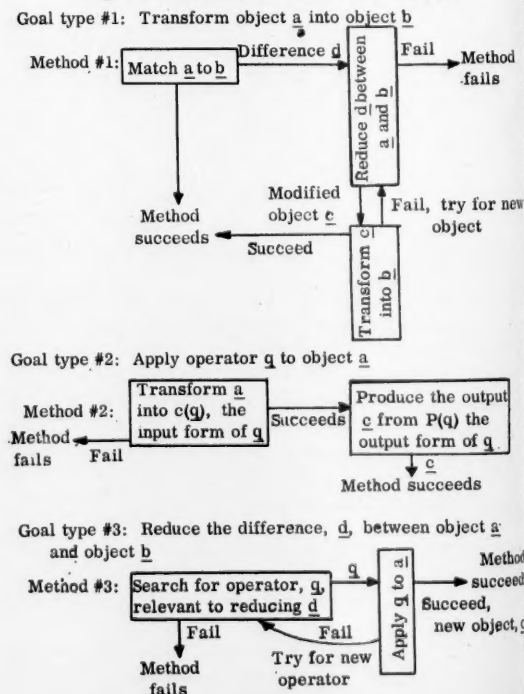 Goal type #1: Transform object a into object b
Method #1:
Match a to b
Difference d
Reduce d between
a and b
Fail
Method
fails
Modified
object c
Fail, try for new
object
Method
succeeds
Succeed
Transform c
into b
Goal type #2: Apply operator q to object a
Method #2:
Transform a
into c(q), the
input form of q
Succeeds
Produce the output
c from P(q) the
output form of q
Method
fails
Fail
c
Method succeeds
Goal type #3: Reduce the difference, d, between object a
and object b
Method #3:
Search for operator, q,
relevant to reducing d
q
Apply q to a
Method
succeed
Succeed,
new object,
Fail
Fail
Try for new
operator
Method
fails